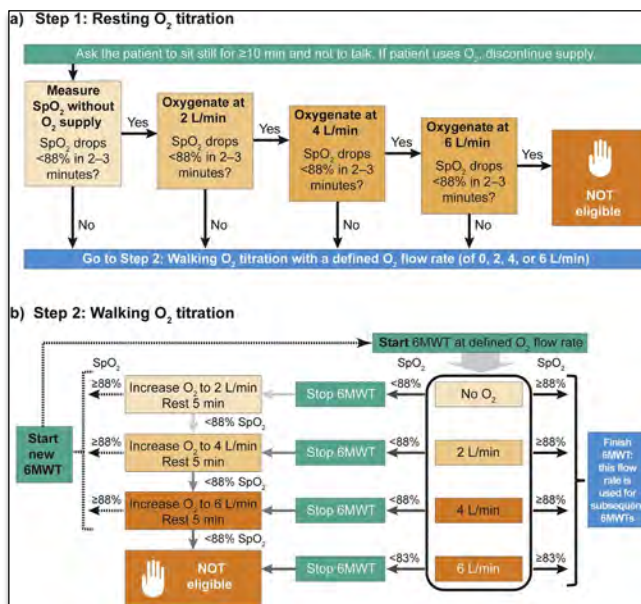 a) Step 1: Resting O₂ titration
Ask the patient to sit still for ≥10 min and not to talk. If patient uses O₂, discontinue supply.
Measure
SpO₂ without
O₂ supply
SpO₂ drops
<88% in 2–3
minutes?
Yes
Oxygenate at
2 L/min
SpO₂ drops
<88% in 2–3
minutes?
Yes
Oxygenate at
4 L/min
SpO₂ drops
<88% in 2–3
minutes?
Yes
Oxygenate at
6 L/min
SpO₂ drops
<88% in 2–3
minutes?
Yes
NOT
eligible
No
No
No
No
Go to Step 2: Walking O₂ titration with a defined O₂ flow rate (of 0, 2, 4, or 6 L/min)
b) Step 2: Walking O₂ titration
Start 6MWT at defined O₂ flow rate
SpO₂
SpO₂
SpO₂
≥88%
Increase O₂ to 2 L/min
Rest 5 min
Stop 6MWT
<88%
No O₂
≥88%
<88% SpO₂
Start
new
6MWT
≥88%
Increase O₂ to 4 L/min
Rest 5 min
Stop 6MWT
<88%
2 L/min
≥88%
Finish
6MWT:
this flow
rate is
used for
subsequent
6MWTs
<88% SpO₂
≥88%
Increase O₂ to 6 L/min
Rest 5 min
Stop 6MWT
<88%
4 L/min
≥88%
<88% SpO₂
NOT
eligible
Stop 6MWT
<83%
6 L/min
≥83%